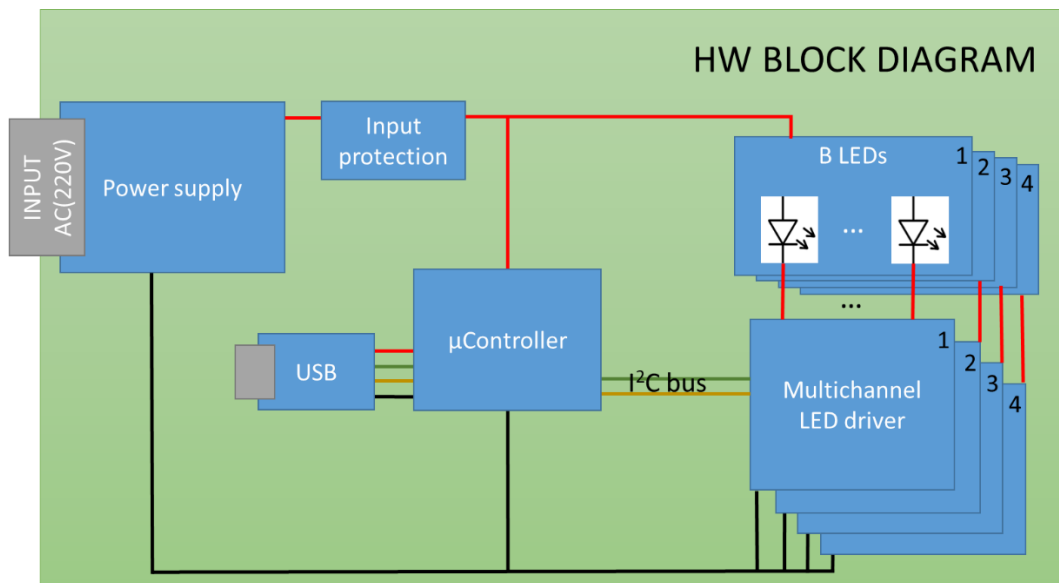 HW BLOCK DIAGRAM
INPUT
AC(220V)
Power supply
Input
protection
B LEDs
1
2
3
4
...
...
µController
USB
I²C bus
Multichannel
LED driver
1
2
3
4